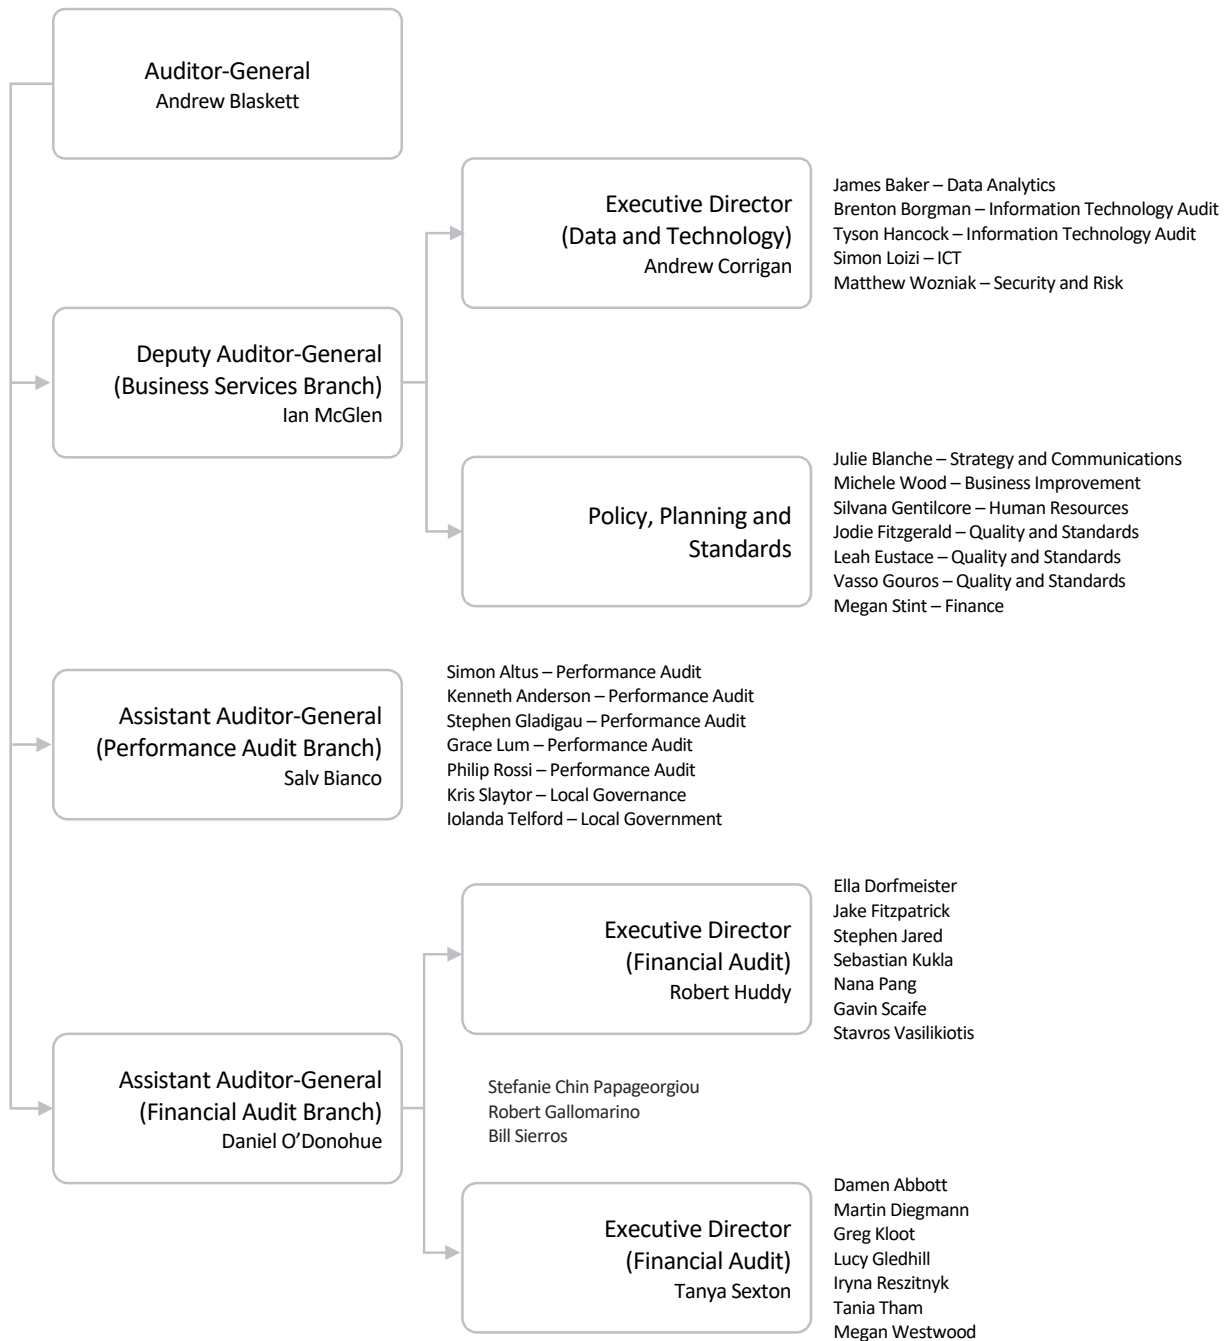 Auditor-General
Andrew Blaskett
Executive Director
(Data and Technology)
Andrew Corrigan
James Baker – Data Analytics
Brenton Borgman – Information Technology Audit
Tyson Hancock – Information Technology Audit
Simon Loizi – ICT
Matthew Wozniak – Security and Risk
Deputy Auditor-General
(Business Services Branch)
Ian McGlen
Policy, Planning and
Standards
Julie Blanche – Strategy and Communications
Michele Wood – Business Improvement
Silvana Gentilcore – Human Resources
Jodie Fitzgerald – Quality and Standards
Leah Eustace – Quality and Standards
Vasso Gouros – Quality and Standards
Megan Stint – Finance
Assistant Auditor-General
(Performance Audit Branch)
Salv Bianco
Simon Altus – Performance Audit
Kenneth Anderson – Performance Audit
Stephen Gladigau – Performance Audit
Grace Lum – Performance Audit
Philip Rossi – Performance Audit
Kris Slaytor – Local Governance
Iolanda Telford – Local Government
Executive Director
(Financial Audit)
Robert Huddy
Ella Dorfmeister
Jake Fitzpatrick
Stephen Jared
Sebastian Kukla
Nana Pang
Gavin Scaife
Stavros Vasilikiotis
Assistant Auditor-General
(Financial Audit Branch)
Daniel O’Donohue
Stefanie Chin Papageorgiou
Robert Gallomarino
Bill Sierros
Executive Director
(Financial Audit)
Tanya Sexton
Damen Abbott
Martin Diegmann
Greg Kloot
Lucy Gledhill
Iryna Reszitnyk
Tania Tham
Megan Westwood